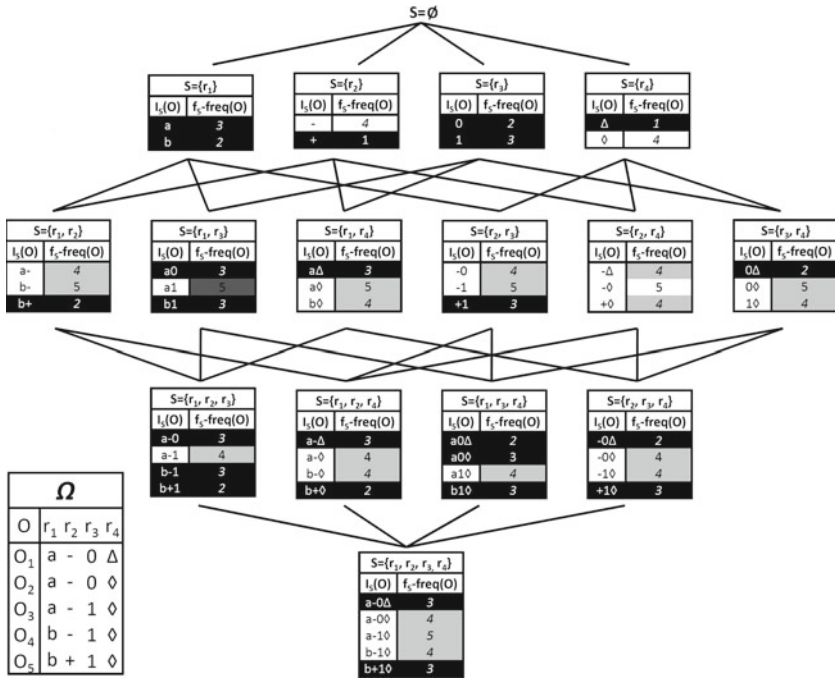 S=Ø
S={r₁}
I_S(O) f_S-freq(O)
a 3
b 2
S={r₂}
I_S(O) f_S-freq(O)
- 4
+ 1
S={r₃}
I_S(O) f_S-freq(O)
0 2
1 3
S={r₄}
I_S(O) f_S-freq(O)
Δ 1
◊ 4
S={r₁, r₂}
I_S(O) f_S-freq(O)
a- 4
b- 5
b+ 2
S={r₁, r₃}
I_S(O) f_S-freq(O)
a0 3
a1 5
b1 3
S={r₁, r₄}
I_S(O) f_S-freq(O)
aΔ 3
a◊ 5
b◊ 4
S={r₂, r₃}
I_S(O) f_S-freq(O)
-0 4
-1 5
+1 3
S={r₂, r₄}
I_S(O) f_S-freq(O)
-Δ 4
-◊ 5
+◊ 4
S={r₃, r₄}
I_S(O) f_S-freq(O)
0Δ 2
0◊ 5
1◊ 4
S={r₁, r₂, r₃}
I_S(O) f_S-freq(O)
a-0 3
a-1 4
b-1 3
b+1 2
S={r₁, r₂, r₄}
I_S(O) f_S-freq(O)
a-Δ 3
a-◊ 4
b-◊ 4
b+◊ 2
S={r₁, r₃, r₄}
I_S(O) f_S-freq(O)
a0Δ 2
a0◊ 3
a1◊ 4
b1◊ 3
S={r₂, r₃, r₄}
I_S(O) f_S-freq(O)
-0Δ 2
-0◊ 4
-1◊ 4
+1◊ 3
Ω
O r₁ r₂ r₃ r₄
O₁ a - 0 Δ
O₂ a - 0 ◊
O₃ a - 1 ◊
O₄ b - 1 ◊
O₅ b + 1 ◊
S={r₁, r₂, r₃, r₄}
I_S(O) f_S-freq(O)
a-0Δ 3
a-0◊ 4
a-1◊ 5
b-1◊ 4
b+1◊ 3